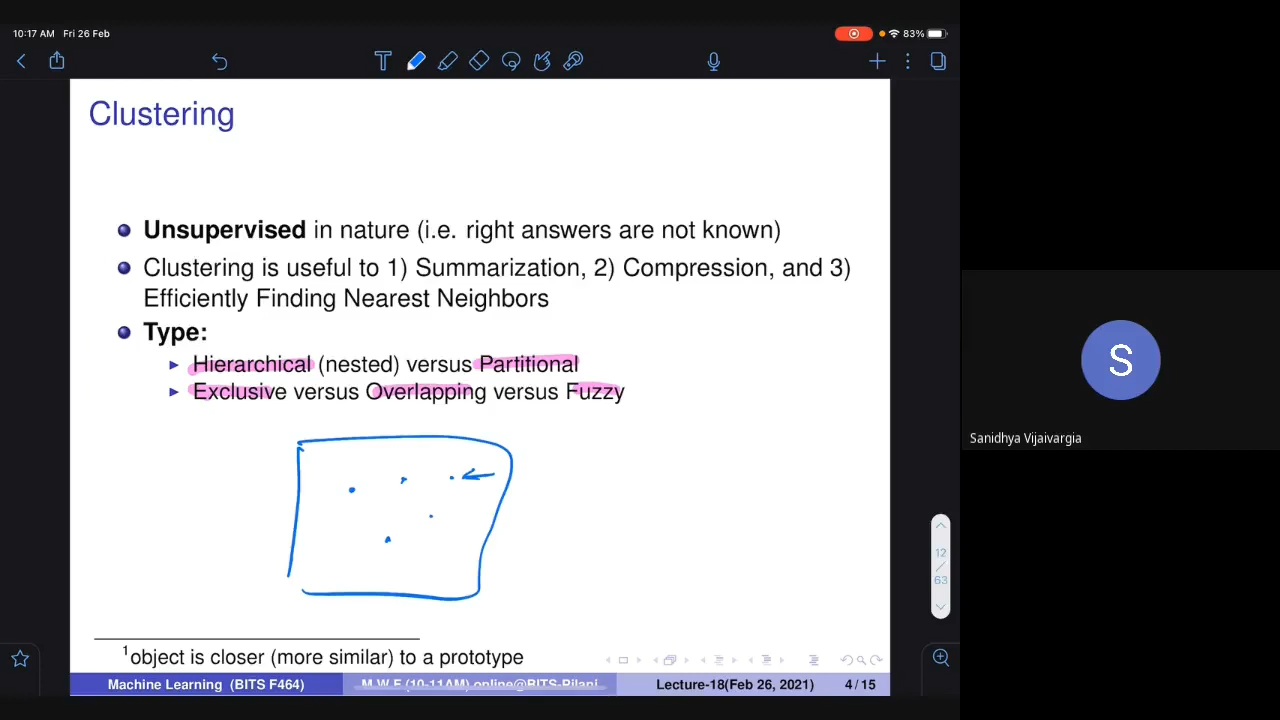 10:17 AM Fri 26 Feb
83%
T
Clustering
Unsupervised in nature (i.e. right answers are not known)
Clustering is useful to 1) Summarization, 2) Compression, and 3)
Efficiently Finding Nearest Neighbors
Type:
Hierarchical (nested) versus Partitional
Exclusive versus Overlapping versus Fuzzy
S
Sanidhya Vijaivargia
12
/
63
1object is closer (more similar) to a prototype
Machine Learning (BITS F464) M W F (10-11AM) online@BITS-Pilani Lecture-18(Feb 26, 2021) 4 / 15